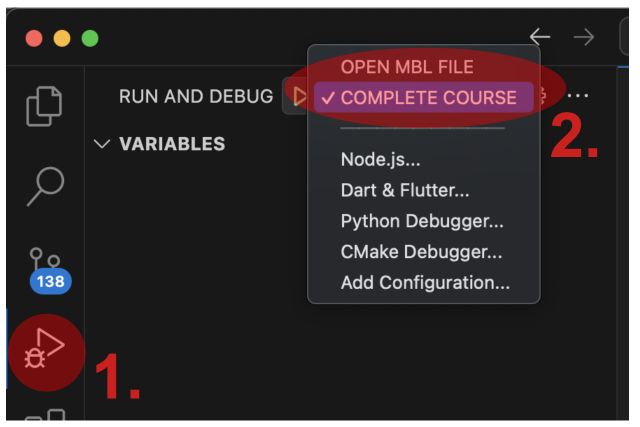 OPEN MBL FILE
RUN AND DEBUG
✓ COMPLETE COURSE
...
VARIABLES
2.
Node.js...
Dart & Flutter...
Python Debugger...
CMake Debugger...
138
Add Configuration...
1.